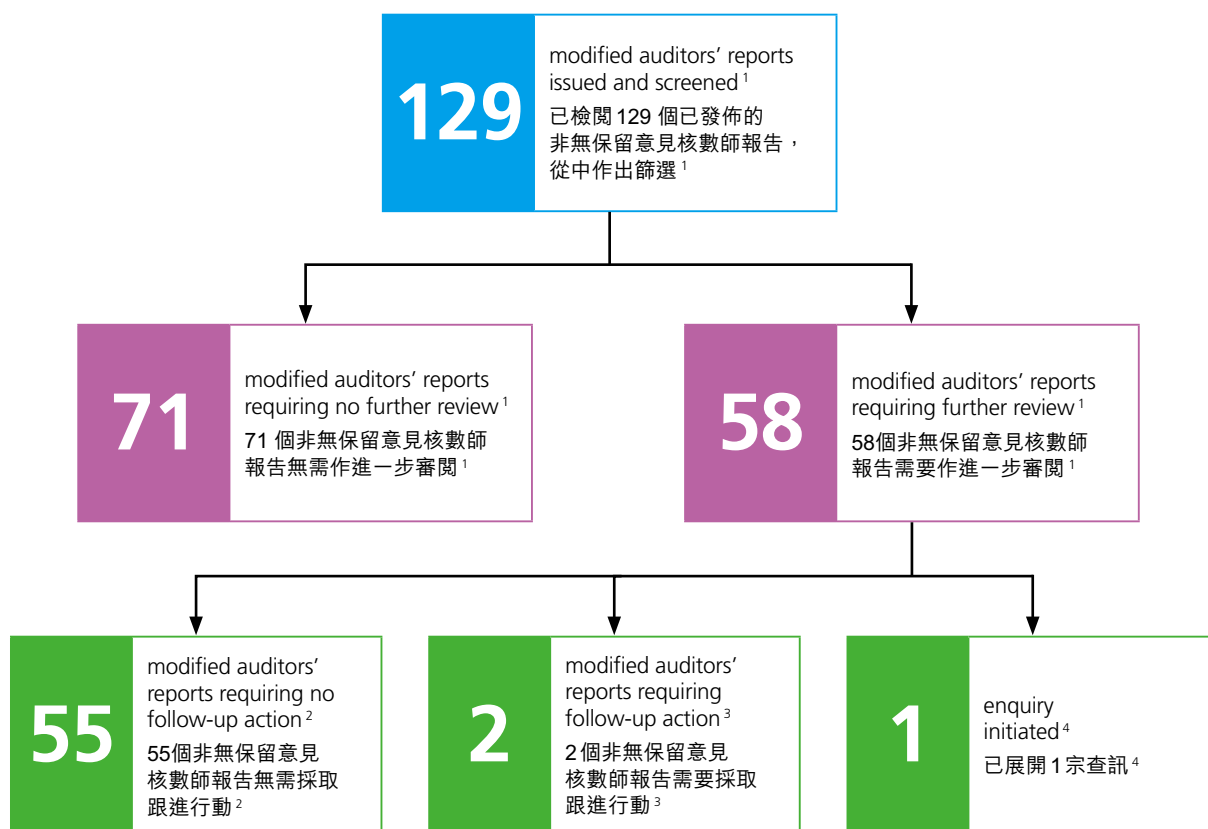 129
modified auditors’ reports
issued and screened 1
已檢閱 129 個已發佈的
非無保留意見核數師報告，
從中作出篩選 1
71
modified auditors’ reports
requiring no further review 1
71 個非無保留意見核數師
報告無需作進一步審閱 1
58
modified auditors’ reports
requiring further review 1
58個非無保留意見核數師
報告需要作進一步審閱 1
55
modified auditors’
reports requiring no
follow-up action 2
55個非無保留意見
核數師報告無需採取
跟進行動 2
2
modified auditors’
reports requiring
follow-up action 3
2個非無保留意見
核數師報告需要採取
跟進行動 3
1
enquiry
initiated 4
已展開 1 宗查訊 4